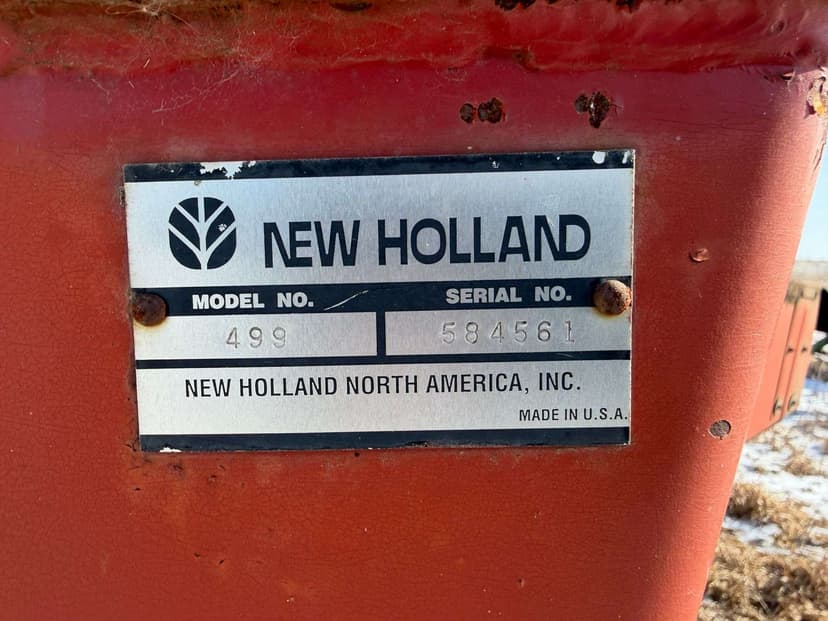 NEW HOLLAND
MODEL NO. SERIAL NO.
499 584561
NEW HOLLAND NORTH AMERICA, INC.
MADE IN U.S.A.